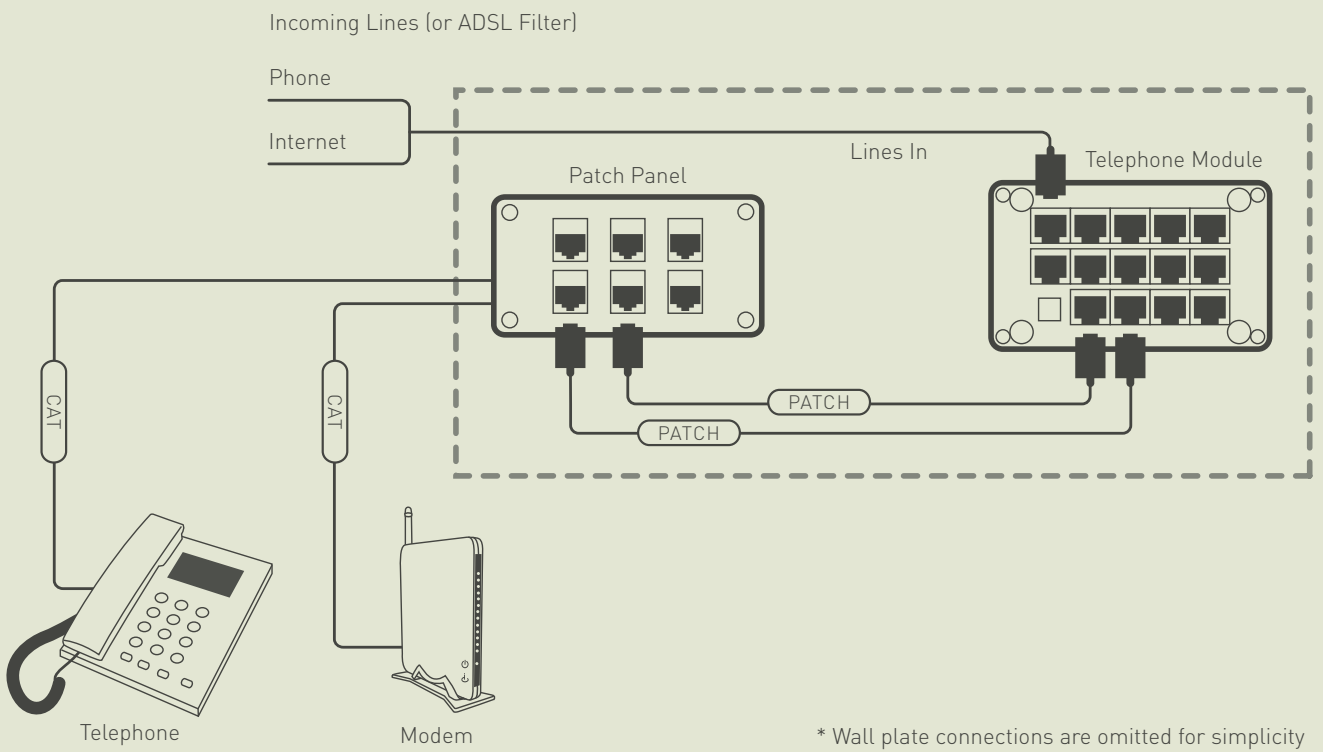 Incoming Lines (or ADSL Filter)
Phone
Internet
Lines In
Telephone Module
Patch Panel
PATCH
PATCH
CAT
CAT
Telephone
Modem
* Wall plate connections are omitted for simplicity